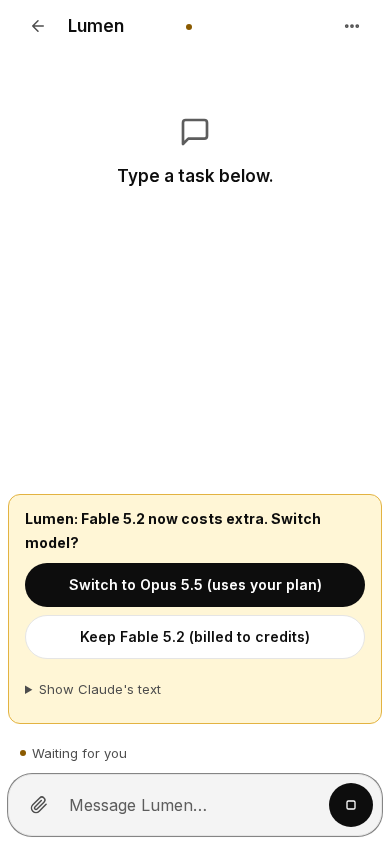 Lumen
Type a task below.
Lumen: Fable 5.2 now costs extra. Switch
model?
Switch to Opus 5.5 (uses your plan)
Keep Fable 5.2 (billed to credits)
Show Claude's text
Waiting for you
Message Lumen…